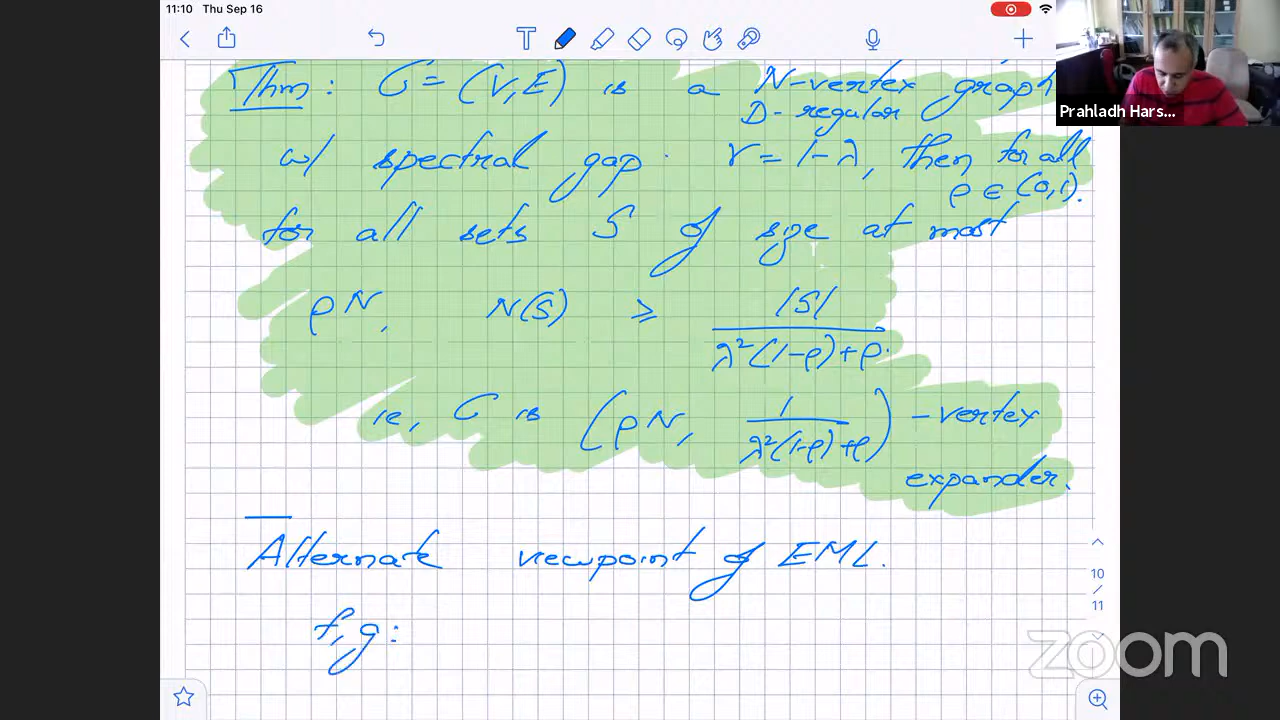 11:10 Thu Sep 16
Thm: G = (V, E) is a N-vertex graph
D-regular
w/ spectral gap γ = 1-λ, then for all
ρ ∈ (0,1).
for all sets S of size at most
ρN, N(S) ≥ |S| / λ²(1-ρ)+ρ.
ie, G is (ρN, 1 / λ²(1-ρ)+ρ) - vertex
expander.
Alternate viewpoint of EML.
f, g:
Prahladh Hars...
10
/
11
zoom